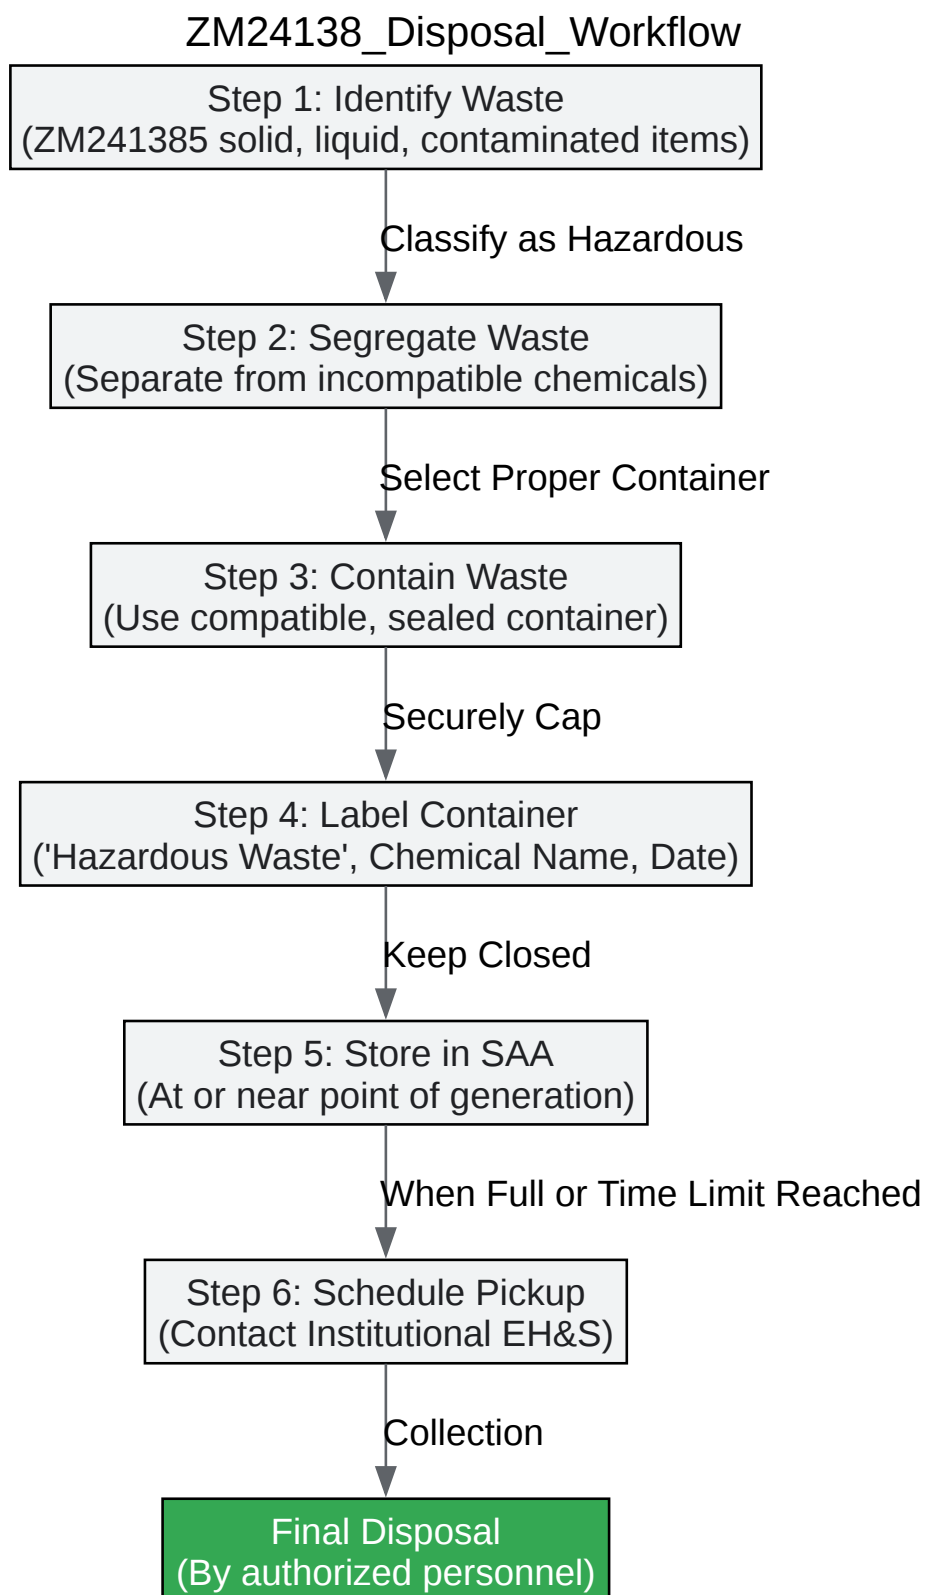 ZM24138_Disposal_Workflow
Step 1: Identify Waste
(ZM241385 solid, liquid, contaminated items)
Classify as Hazardous
Step 2: Segregate Waste
(Separate from incompatible chemicals)
Select Proper Container
Step 3: Contain Waste
(Use compatible, sealed container)
Securely Cap
Step 4: Label Container
('Hazardous Waste', Chemical Name, Date)
Keep Closed
Step 5: Store in SAA
(At or near point of generation)
When Full or Time Limit Reached
Step 6: Schedule Pickup
(Contact Institutional EH&S)
Collection
Final Disposal
(By authorized personnel)